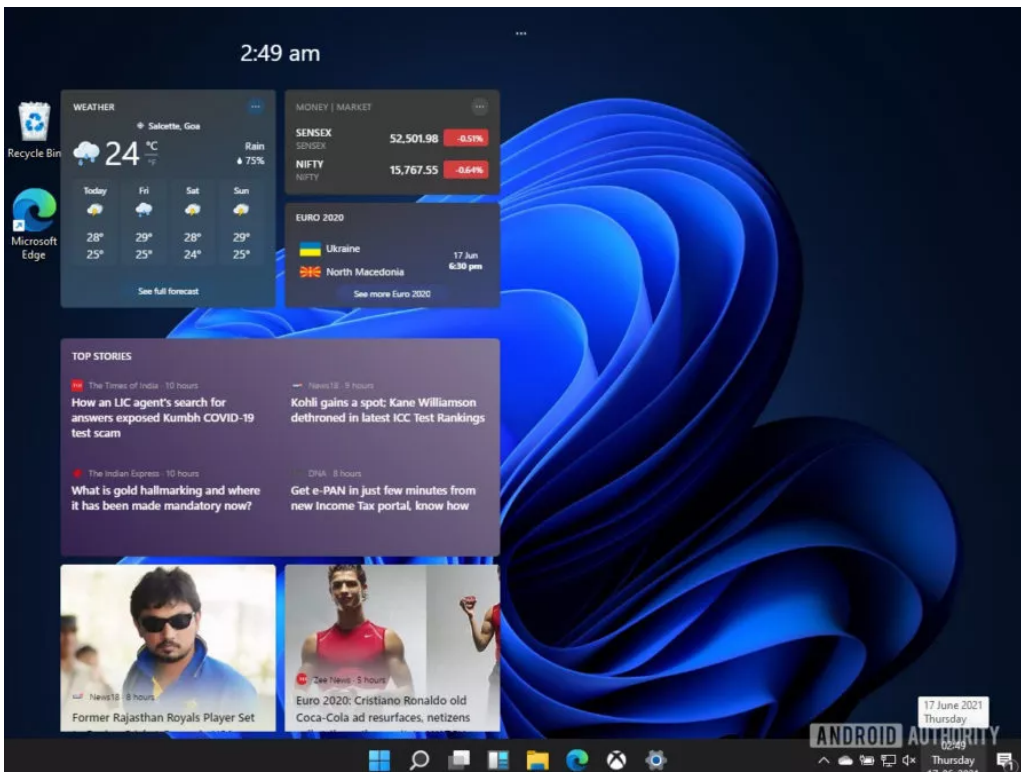 2:49 am
Recycle Bin
Microsoft
Edge
WEATHER
Salcette, Goa
24 °C
°F
Rain
75%
Today Fri Sat Sun
28° 29° 28° 29°
25° 25° 24° 25°
See full forecast
MONEY | MARKET
SENSEX 52,501.98 -0.51%
SENSEX
NIFTY 15,767.55 -0.64%
NIFTY
EURO 2020
Ukraine
North Macedonia
17 Jun
6:30 pm
See more Euro 2020
TOP STORIES
The Times of India · 10 hours
How an LIC agent's search for
answers exposed Kumbh COVID-19
test scam
News18 · 9 hours
Kohli gains a spot; Kane Williamson
dethroned in latest ICC Test Rankings
The Indian Express · 10 hours
What is gold hallmarking and where
it has been made mandatory now?
DNA · 8 hours
Get e-PAN in just few minutes from
new Income Tax portal, know how
News18 · 8 hours
Former Rajasthan Royals Player Set
Zee News · 5 hours
Euro 2020: Cristiano Ronaldo old
Coca-Cola ad resurfaces, netizens
17 June 2021
Thursday
ANDROID AUTHORITY
02:49
Thursday